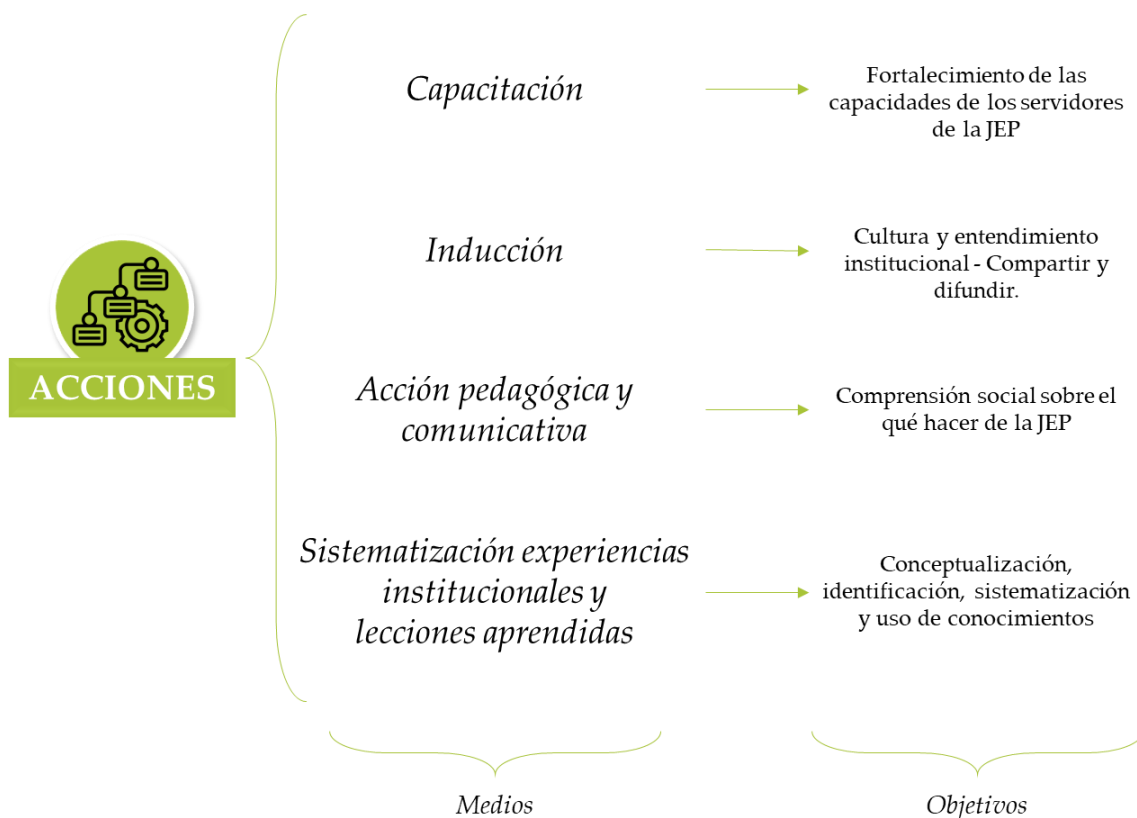 ACCIONES
Capacitación
Fortalecimiento de las
capacidades de los servidores
de la JEP
Inducción
Cultura y entendimiento
institucional - Compartir y
difundir.
Acción pedagógica y
comunicativa
Comprensión social sobre el
qué hacer de la JEP
Sistematización experiencias
institucionales y
lecciones aprendidas
Conceptualización,
identificación, sistematización
y uso de conocimientos
Medios
Objetivos